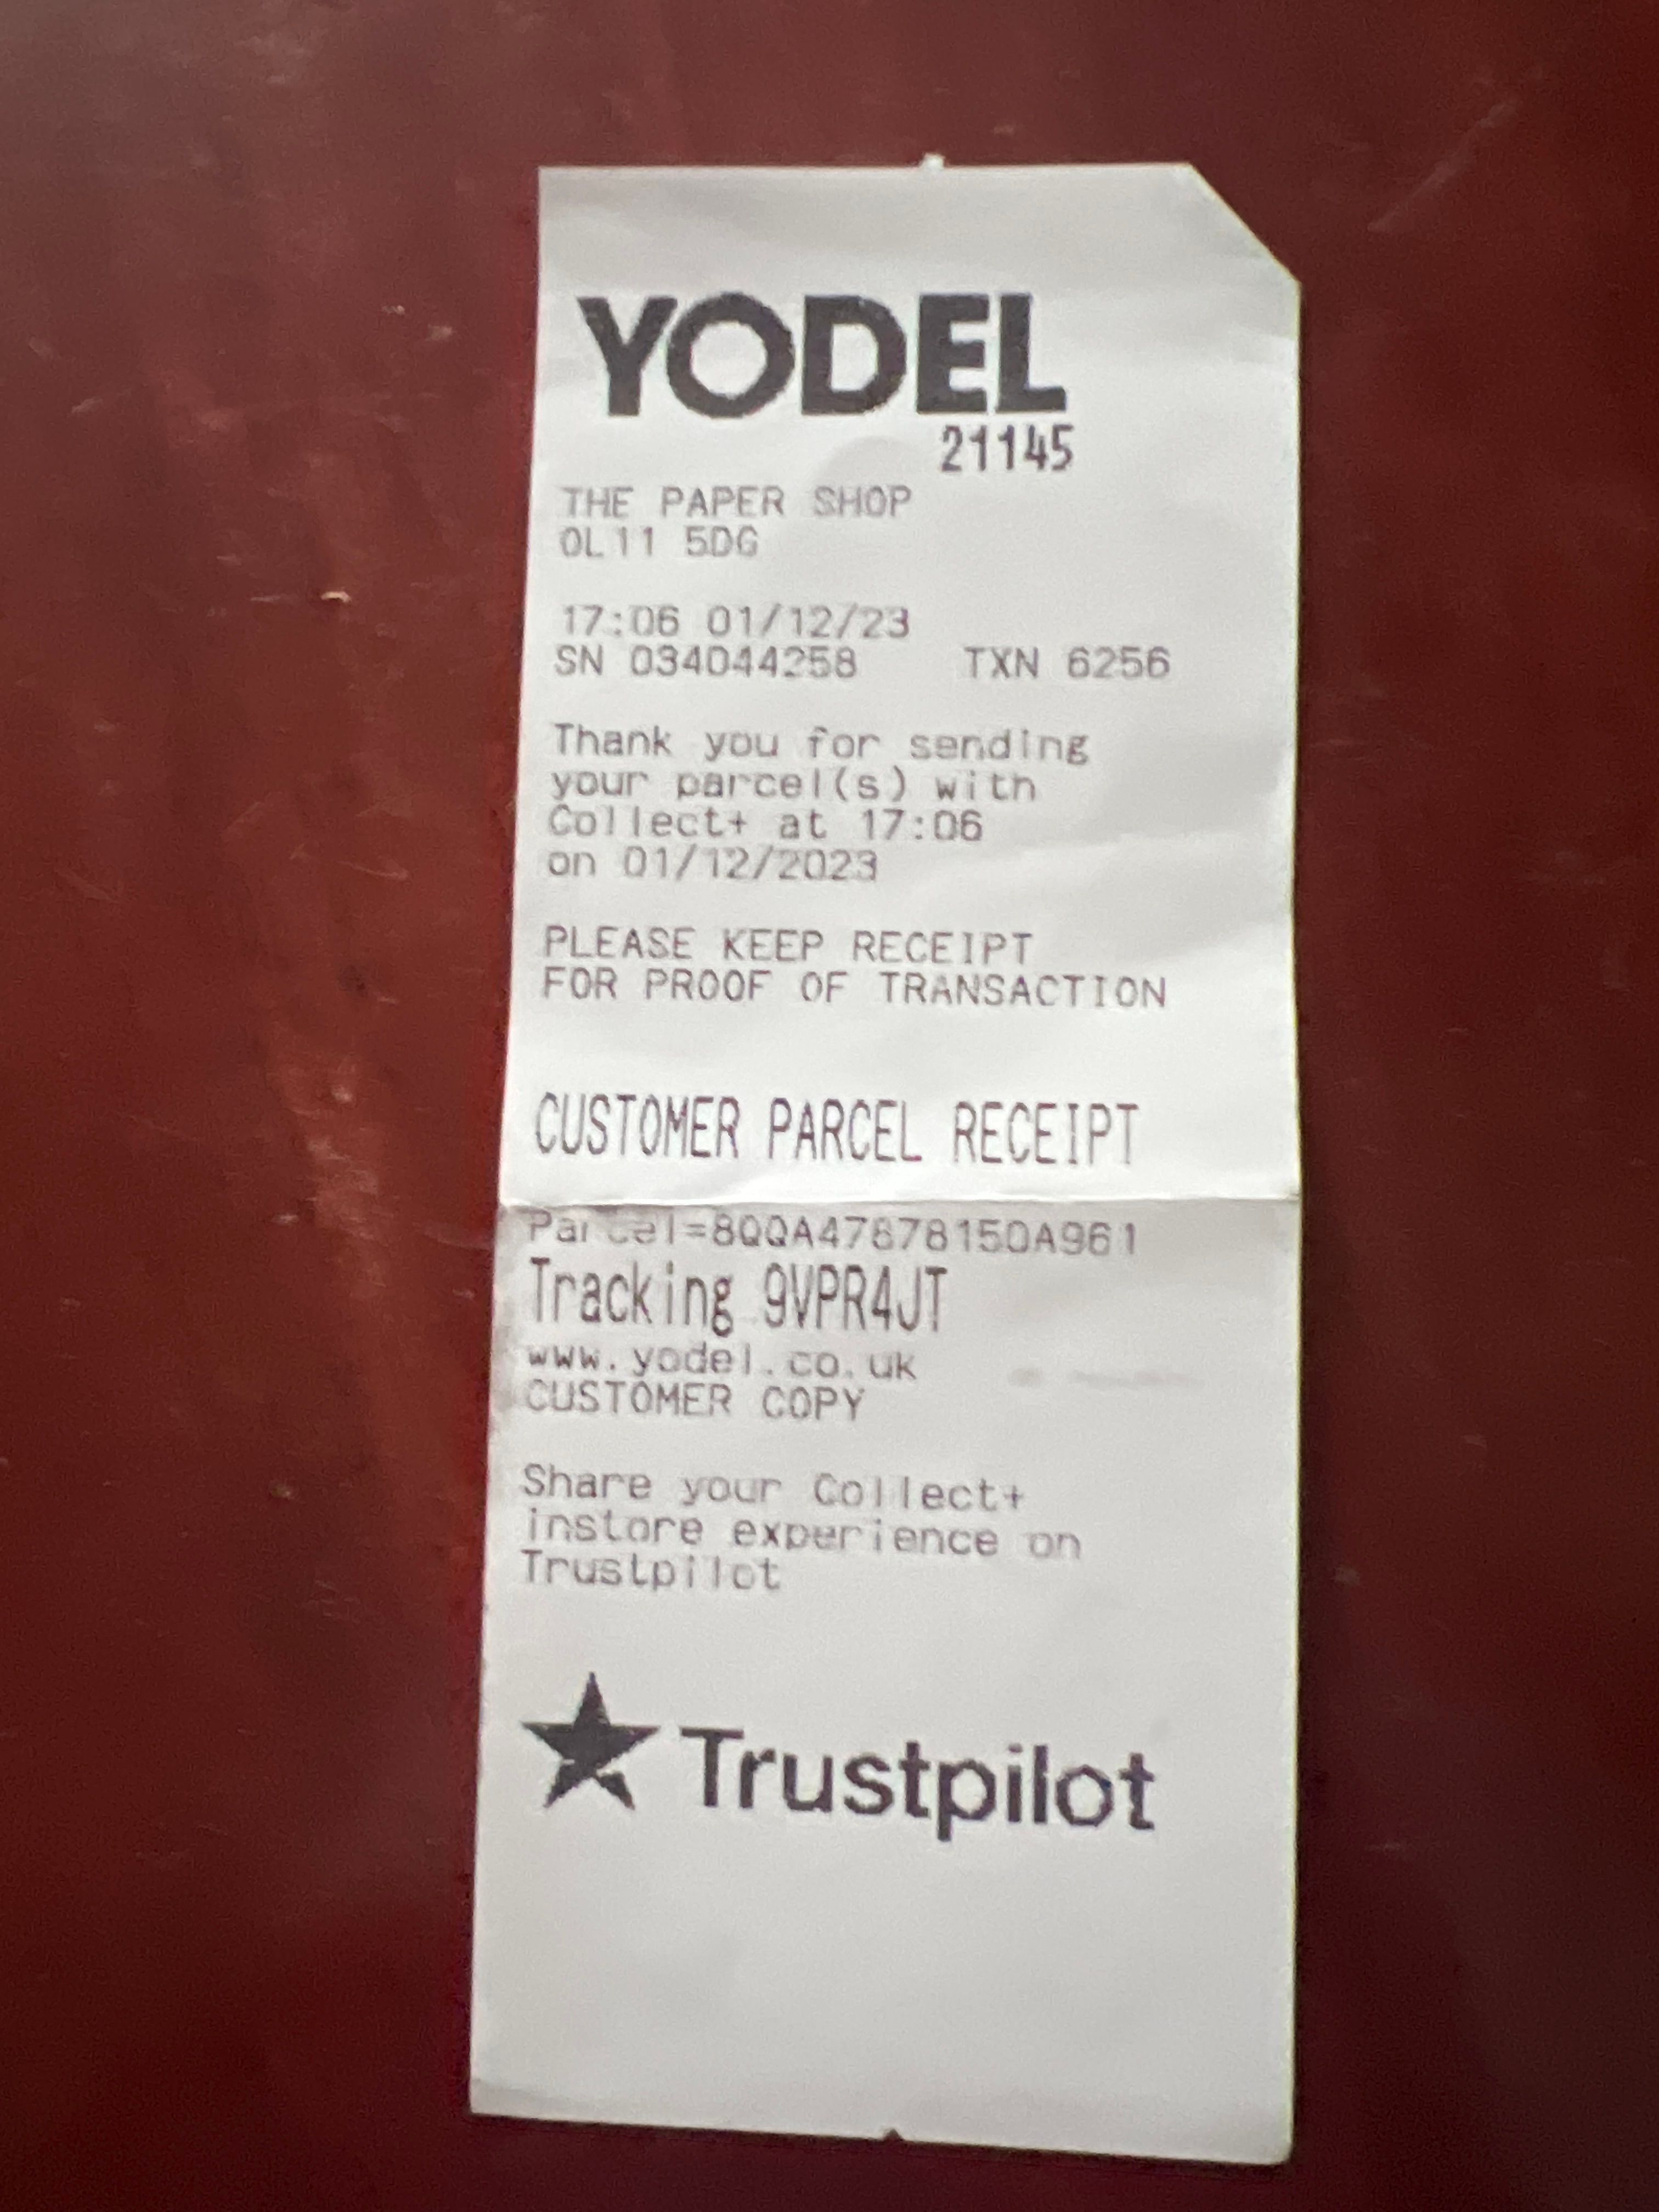 YODEL
21145
THE PAPER SHOP
OL11 5DG
17:06 01/12/23
SN 034044258 TXN 6256
Thank you for sending
your parcel(s) with
Collect+ at 17:06
on 01/12/2023
PLEASE KEEP RECEIPT
FOR PROOF OF TRANSACTION
CUSTOMER PARCEL RECEIPT
Parcel=8QQA47878150A961
Tracking 9VPR4JT
www.yodel.co.uk
CUSTOMER COPY
Share your Collect+
instore experience on
Trustpilot
Trustpilot